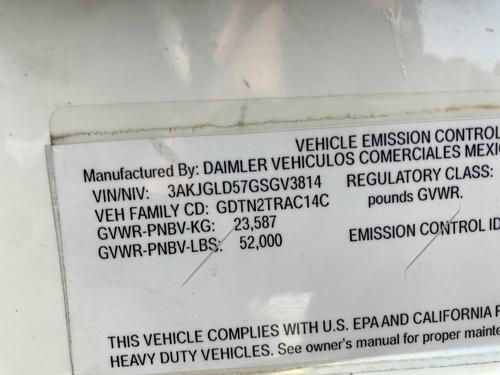 VEHICLE EMISSION CONTROL
Manufactured By: DAIMLER VEHICULOS COMERCIALES MEXI
VIN/NIV: 3AKJGLD57GSGV3814 REGULATORY CLASS:
VEH FAMILY CD: GDTN2TRAC14C pounds GVWR.
GVWR-PNBV-KG: 23,587
GVWR-PNBV-LBS: 52,000 EMISSION CONTROL ID
THIS VEHICLE COMPLIES WITH U.S. EPA AND CALIFORNIA
HEAVY DUTY VEHICLES. See owner's manual for proper mainte